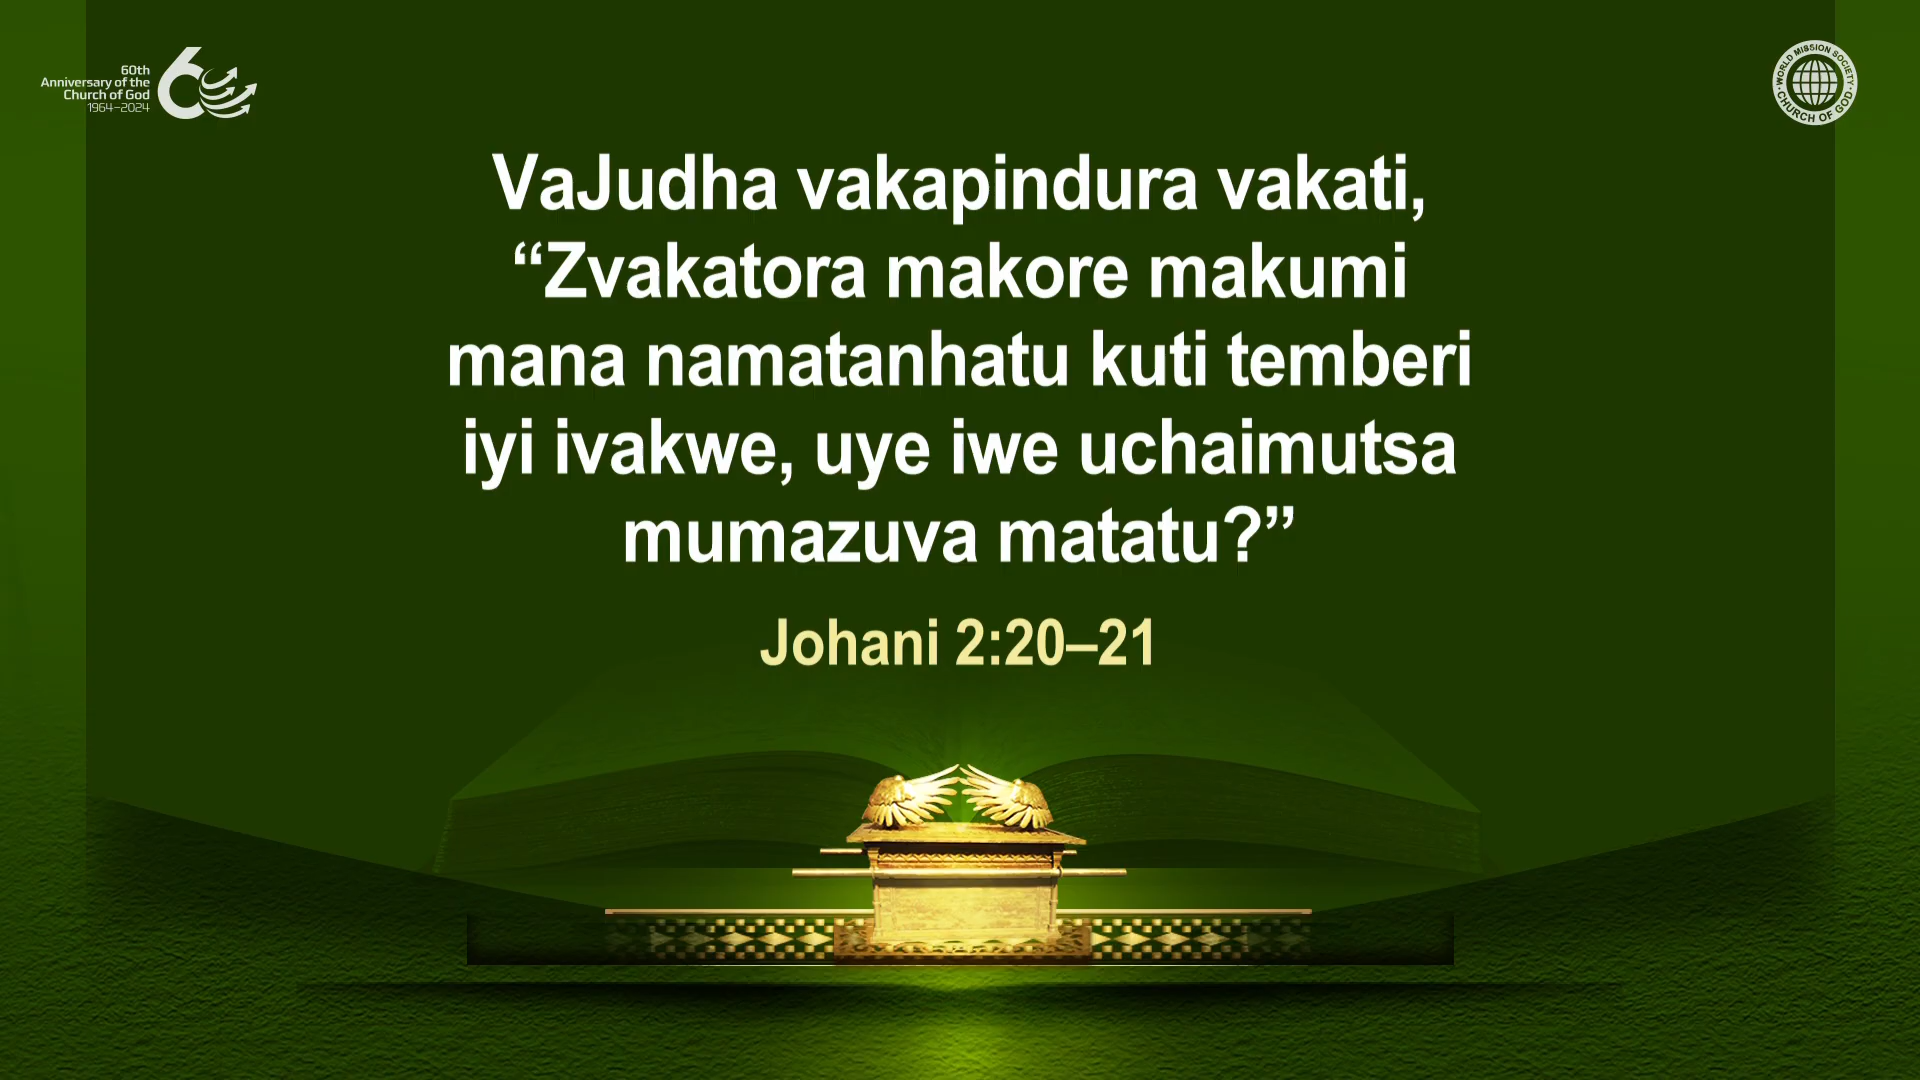 60th
Anniversary of the
Church of God
1964–2024
60
WORLD MISSION SOCIETY
CHURCH OF GOD
VaJudha vakapindura vakati,
“Zvakatora makore makumi
mana namatanhatu kuti temberi
iyi ivakwe, uye iwe uchaimutsa
mumazuva matatu?”
Johani 2:20–21